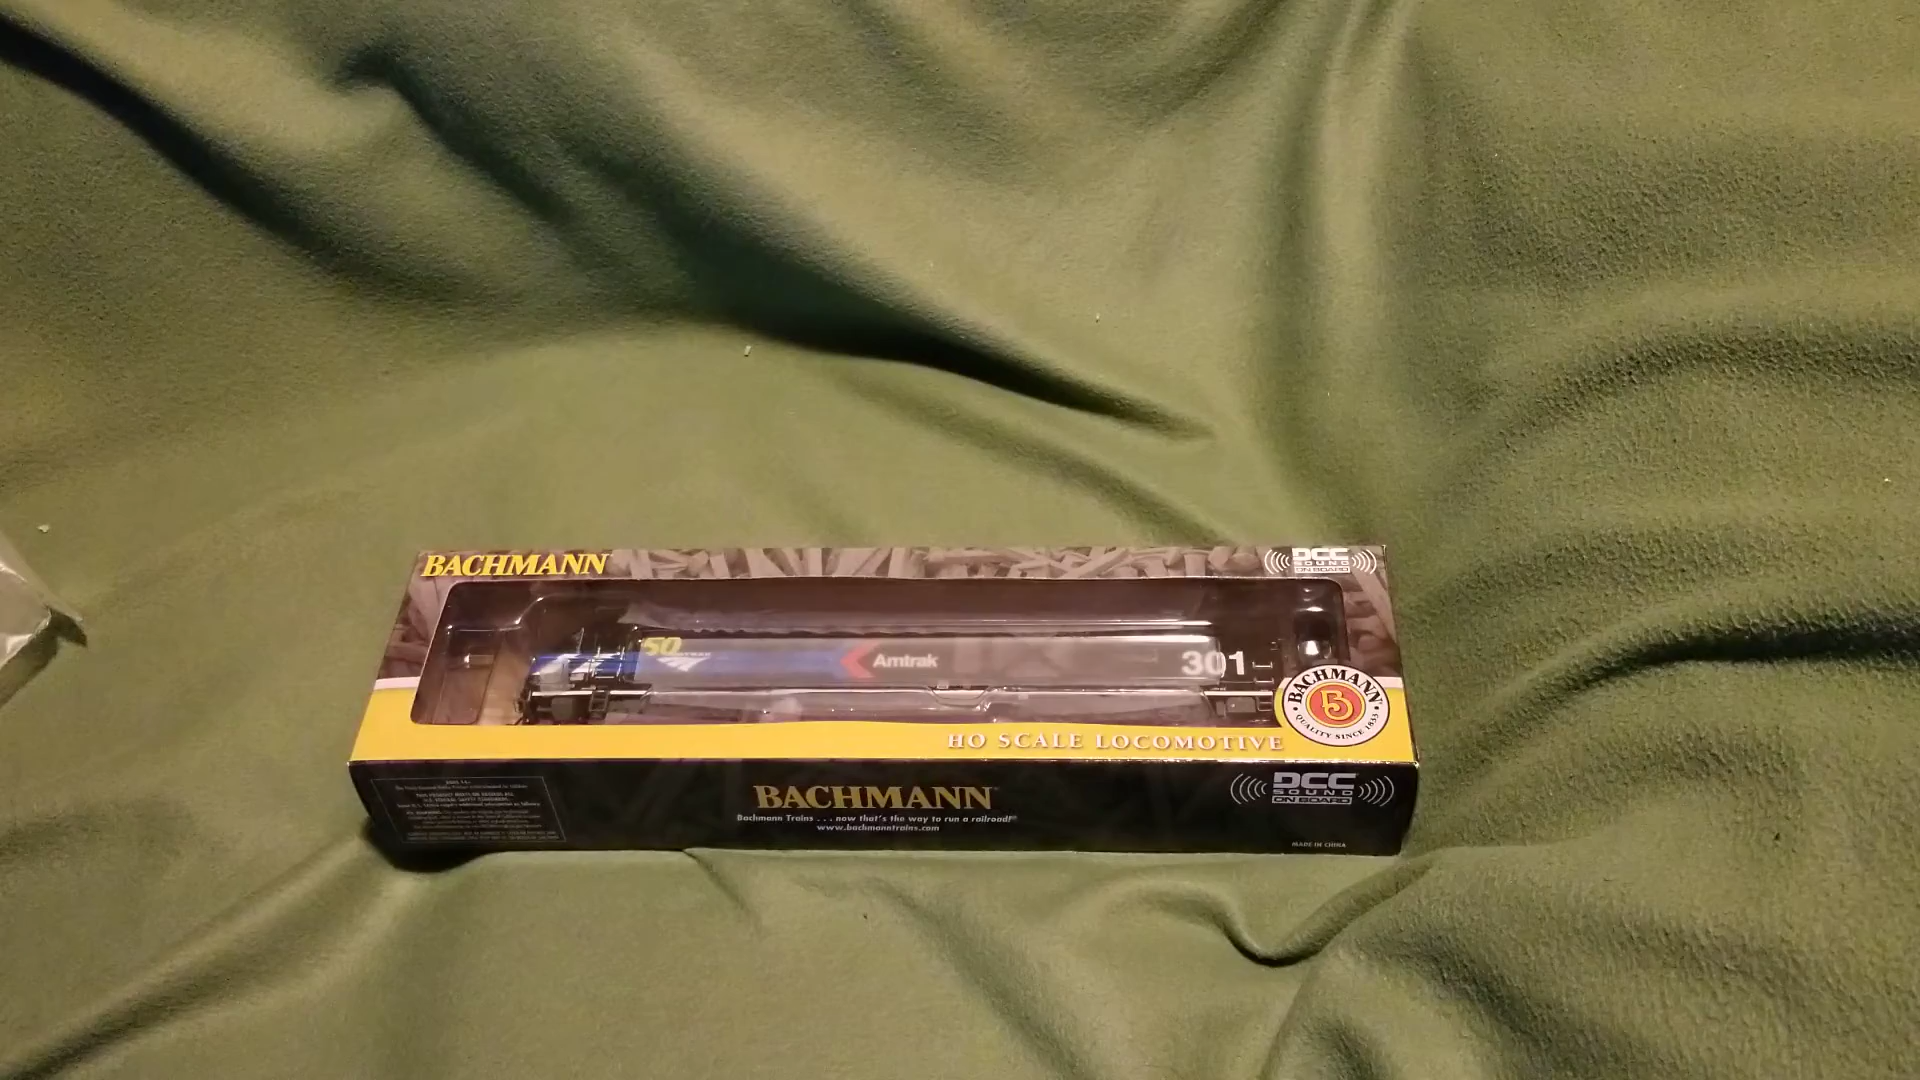 BACHMANN
DCC
SOUND
ON BOARD
50
Amtrak
301
BACHMANN
B
QUALITY SINCE 1833
HO SCALE LOCOMOTIVE
BACHMANN
Bachmann Trains . . . now that's the way to run a railroad!®
www.bachmanntrains.com
DCC
SOUND
ON BOARD
MADE IN CHINA